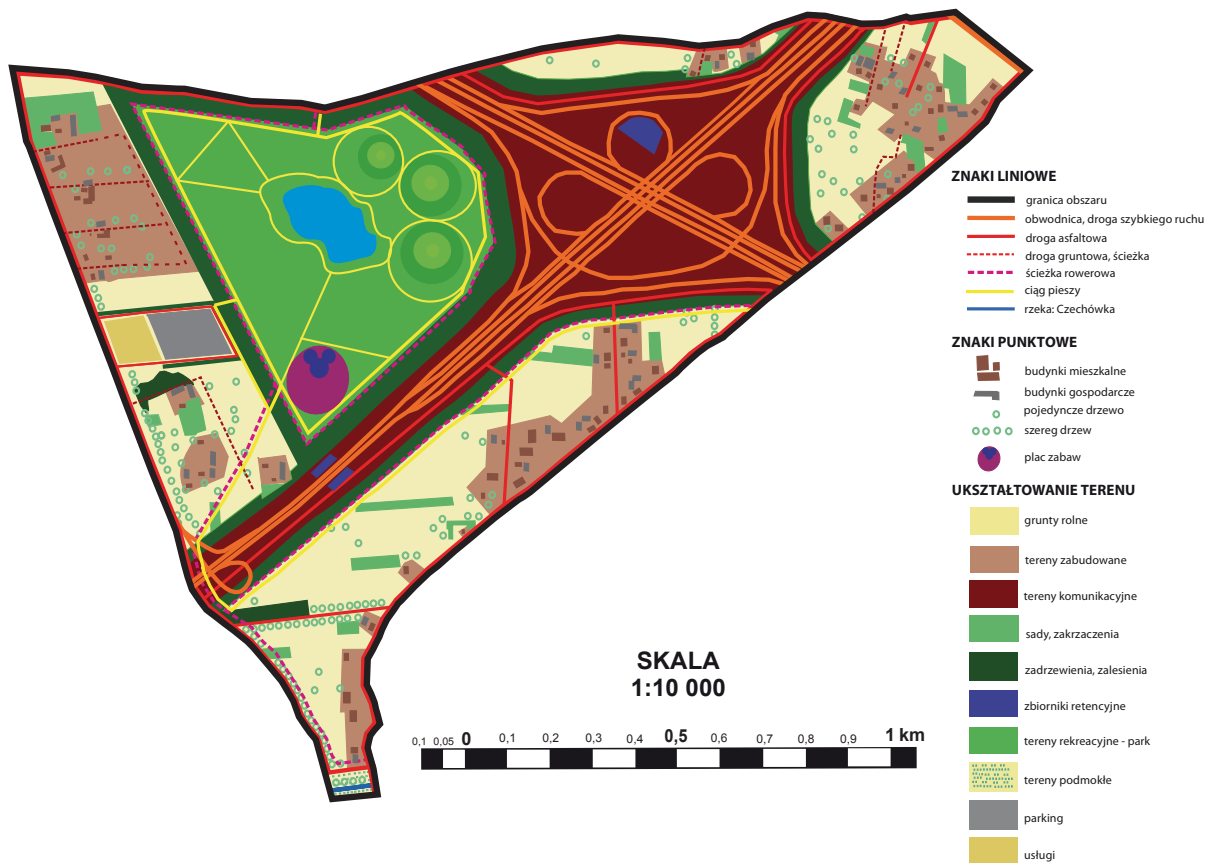 ZNAKI LINIOWE
granica obszaru
obwodnica, droga szybkiego ruchu
droga asfaltowa
droga gruntowa, ścieżka
ścieżka rowerowa
ciąg pieszy
rzeka: Czechówka
ZNAKI PUNKTOWE
budynki mieszkalne
budynki gospodarcze
pojedyncze drzewo
szereg drzew
plac zabaw
UKSZTAŁTOWANIE TERENU
grunty rolne
tereny zabudowane
tereny komunikacyjne
sady, zakrzaczenia
zadrzewienia, zalesienia
zbiorniki retencyjne
tereny rekreacyjne - park
tereny podmokłe
parking
usługi
SKALA
1:10 000
0,1 0,05 0 0,1 0,2 0,3 0,4 0,5 0,6 0,7 0,8 0,9 1 km